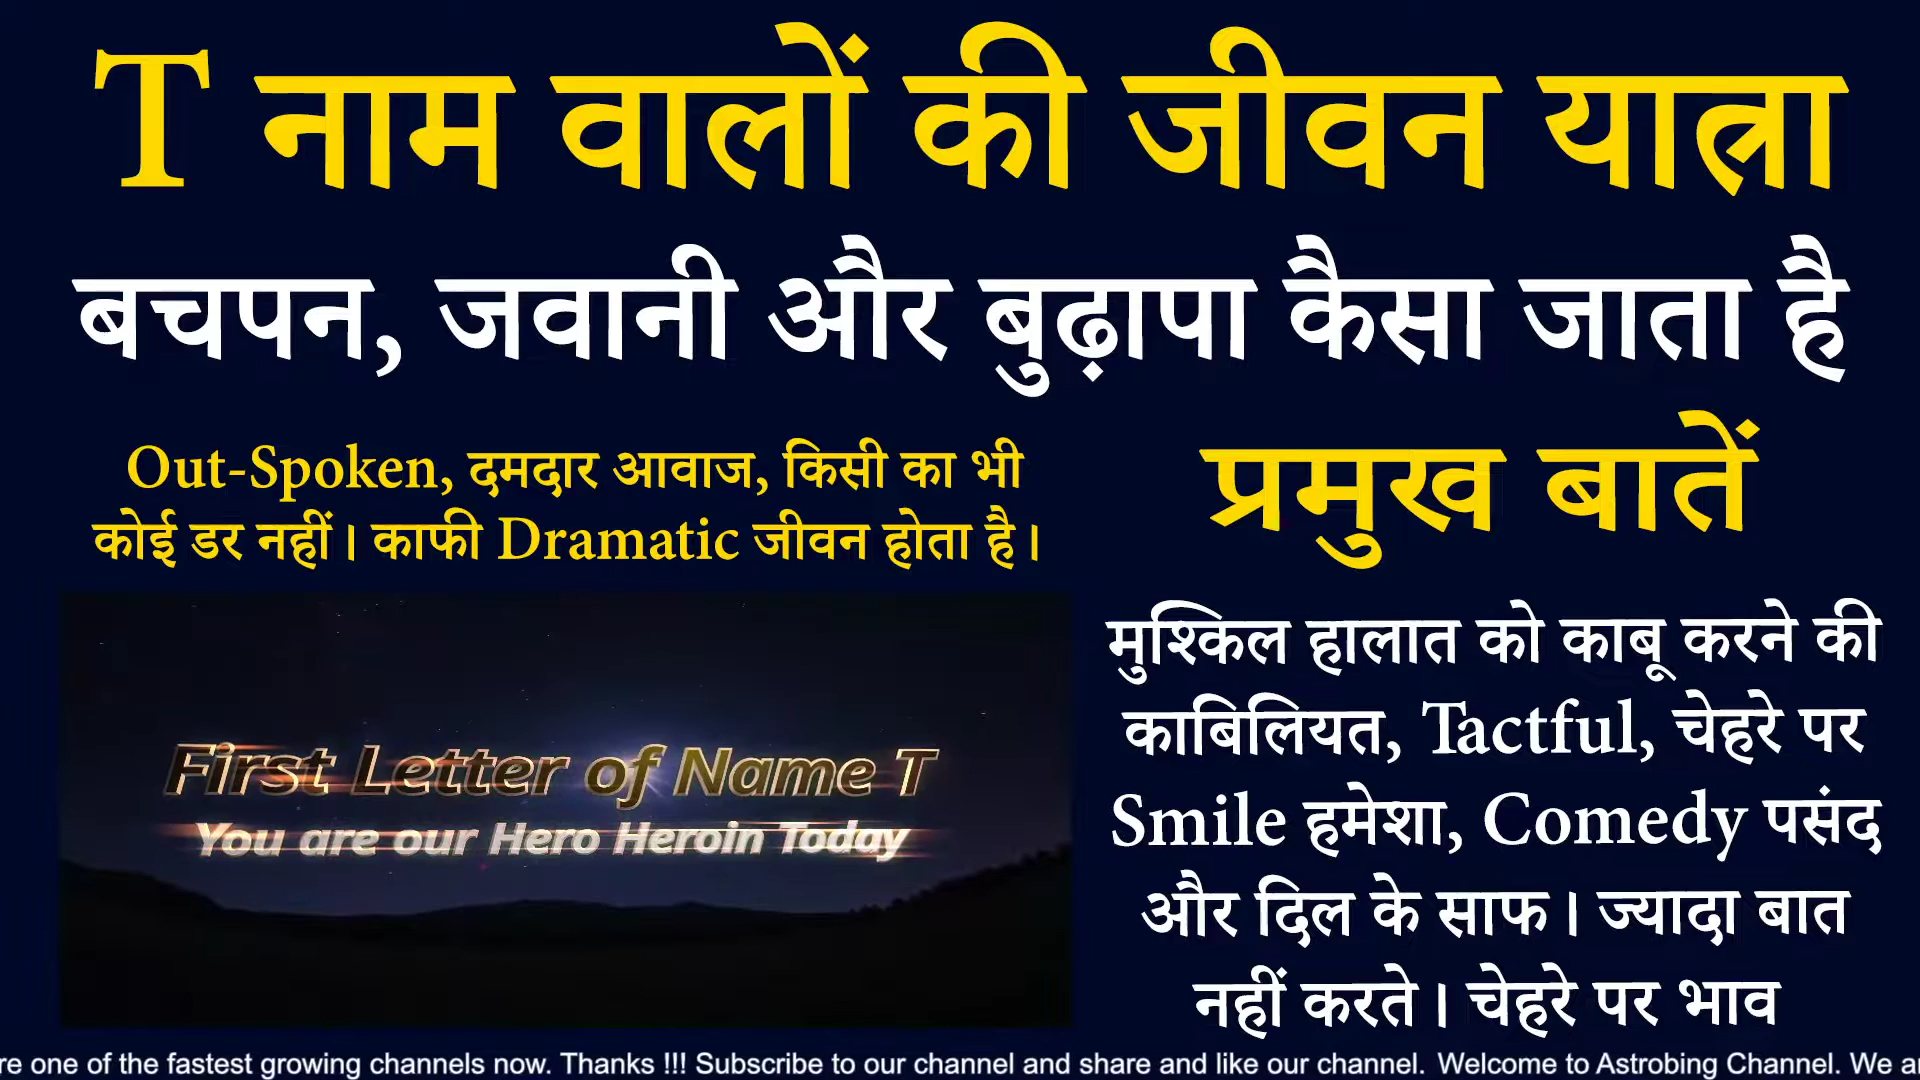 T नाम वालों की जीवन यात्रा
बचपन, जवानी और बुढ़ापा कैसा जाता है
Out-Spoken, दमदार आवाज, किसी का भी
कोई डर नहीं। काफी Dramatic जीवन होता है।
First Letter of Name T
You are our Hero Heroin Today
प्रमुख बातें
मुश्किल हालात को काबू करने की
काबिलियत, Tactful, चेहरे पर
Smile हमेशा, Comedy पसंद
और दिल के साफ। ज्यादा बात
नहीं करते। चेहरे पर भाव
re one of the fastest growing channels now. Thanks !!! Subscribe to our channel and share and like our channel. Welcome to Astrobing Channel. We ar